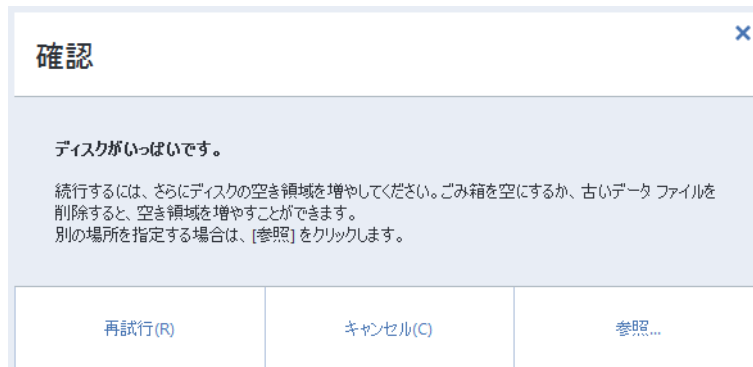 確認
ディスクがいっぱいです。
続行するには、さらにディスクの空き領域を増やしてください。ごみ箱を空にするか、古いデータ ファイルを
削除すると、空き領域を増やすことができます。
別の場所を指定する場合は、[参照] をクリックします。
再試行(R)
キャンセル(C)
参照...